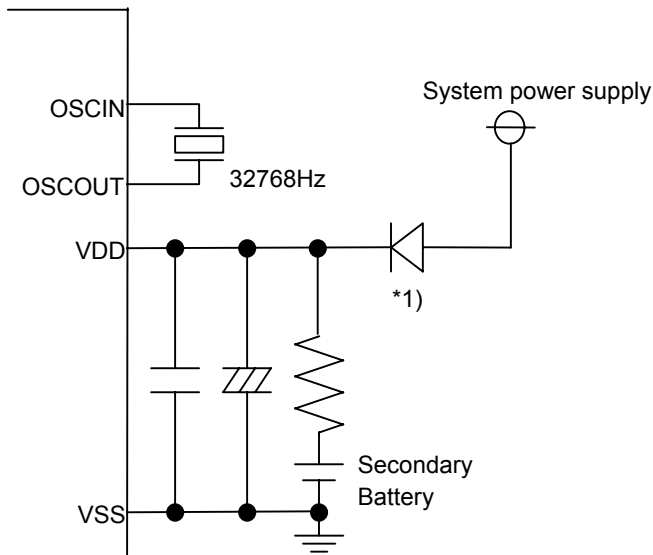 System power supply
OSCIN
OSCOUT
32768Hz
VDD
*1)
Secondary
Battery
VSS